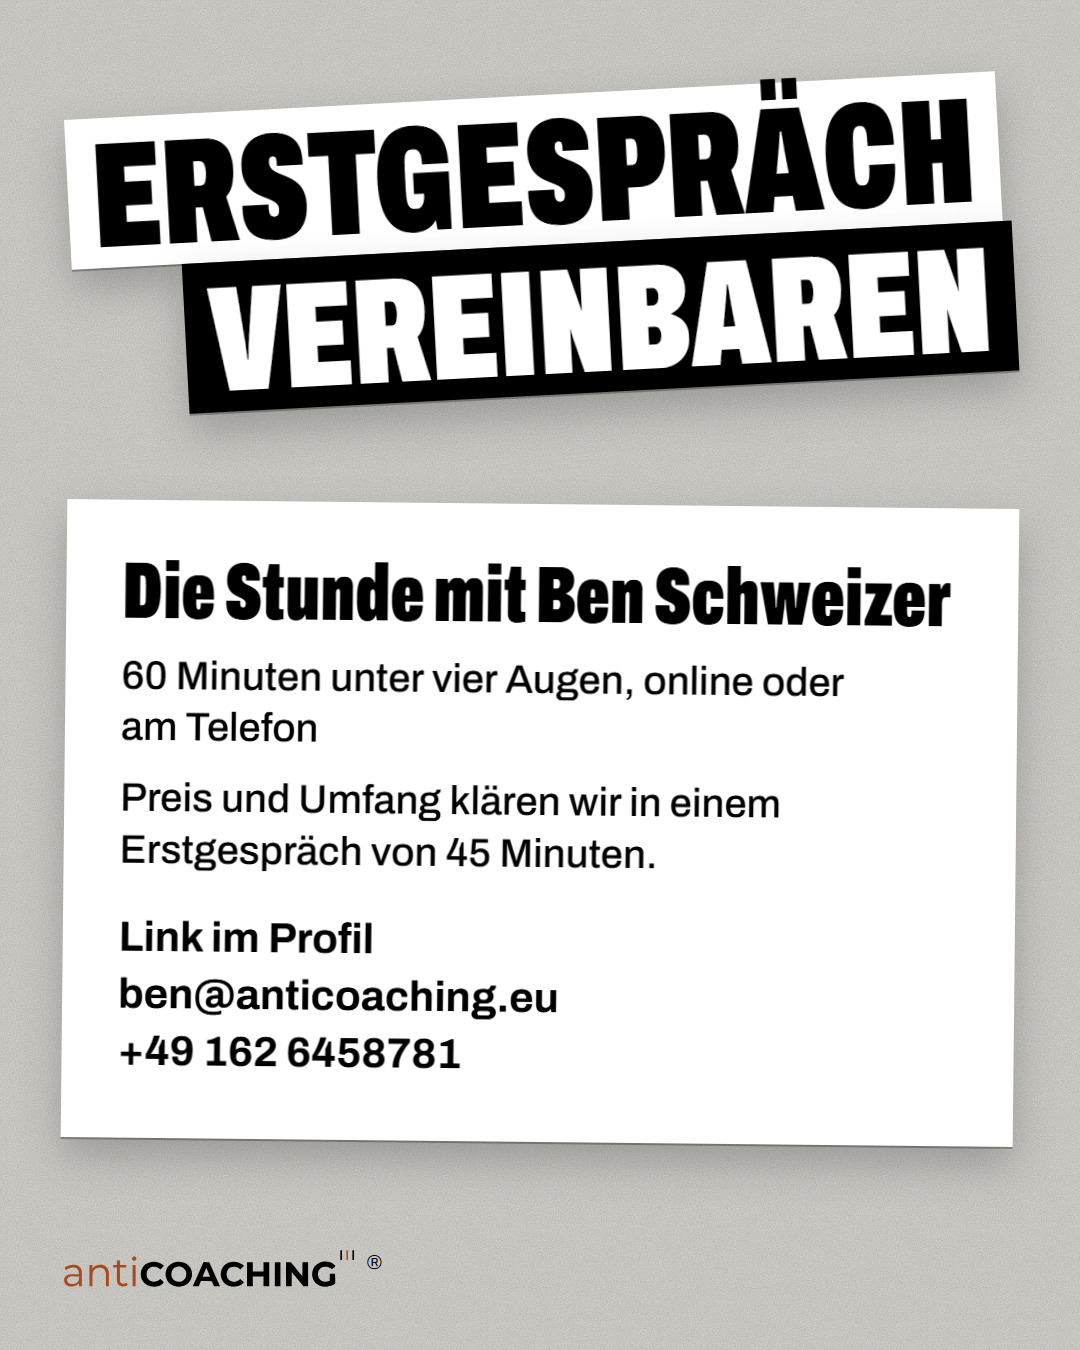 ERSTGESPRÄCH
VEREINBAREN
Die Stunde mit Ben Schweizer
60 Minuten unter vier Augen, online oder
am Telefon
Preis und Umfang klären wir in einem
Erstgespräch von 45 Minuten.
Link im Profil
ben@anticoaching.eu
+49 162 6458781
antiCOACHING ®